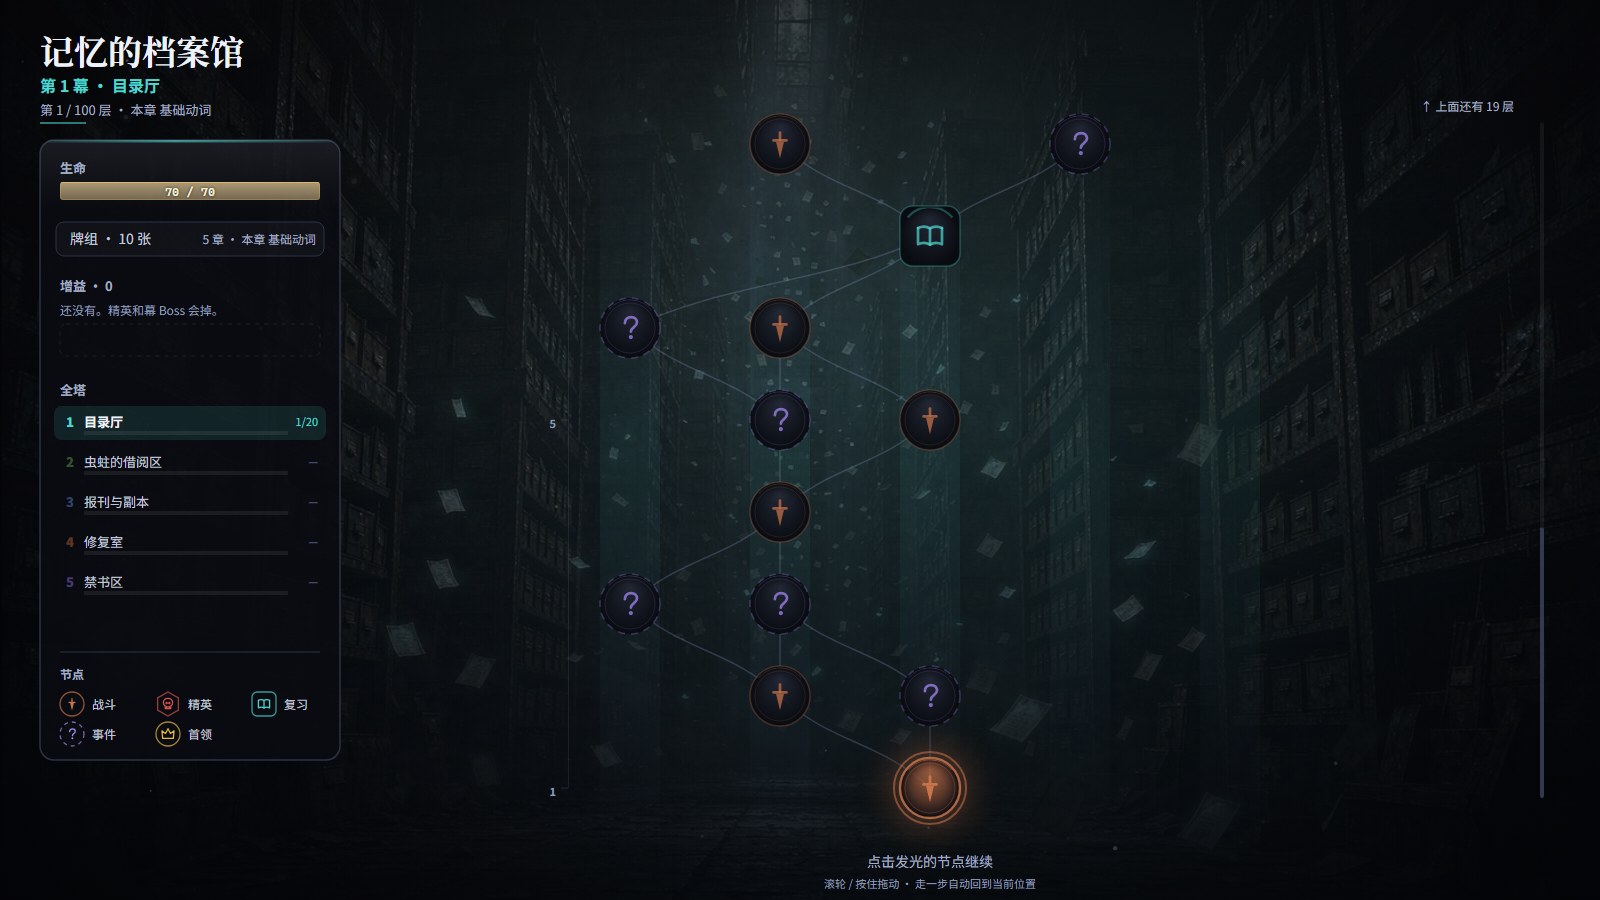 记忆的档案馆
第 1 幕 · 目录厅
第 1 / 100 层 · 本章 基础动词
↑ 上面还有 19 层
生命
70 / 70
牌组 · 10 张
5 章 · 本章 基础动词
增益 · 0
还没有。精英和幕 Boss 会掉。
全塔
1 目录厅 1/20
2 虫蛀的借阅区 —
3 报刊与副本 —
4 修复室 —
5 禁书区 —
节点
战斗
精英
复习
? 事件
首领
?
?
?
5
?
?
?
1
点击发光的节点继续
滚轮 / 按住拖动 · 走一步自动回到当前位置